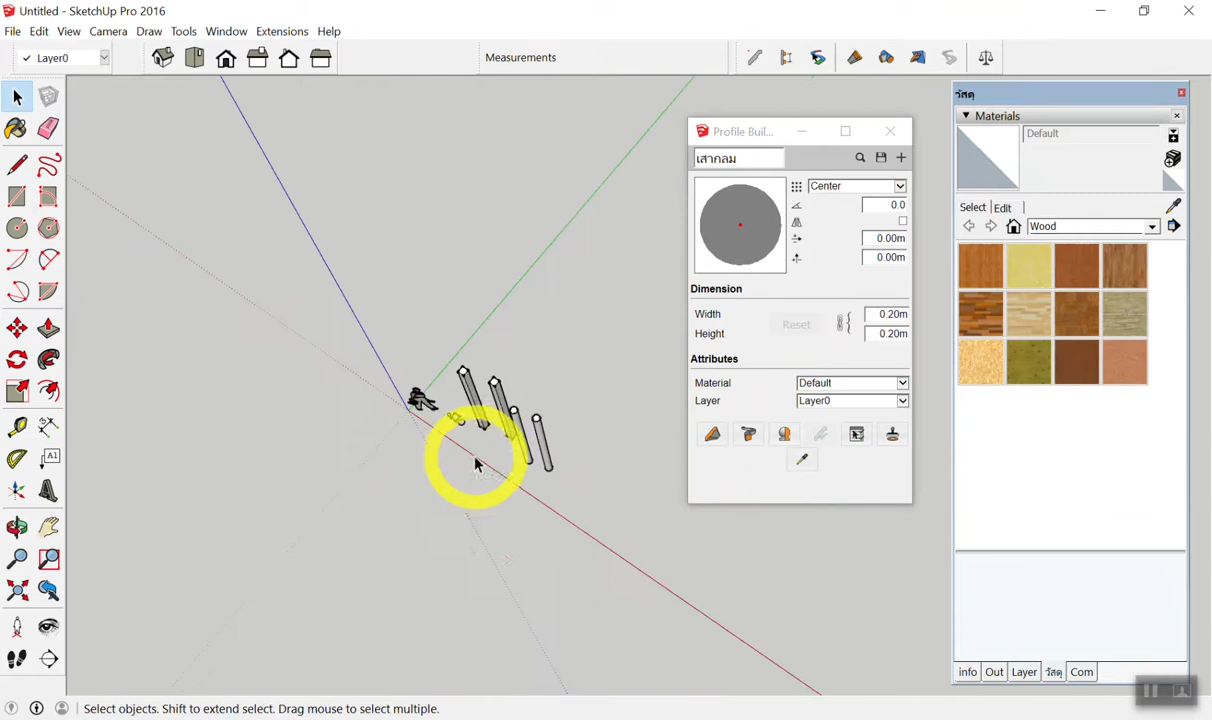 Untitled - SketchUp Pro 2016
File Edit View Camera Draw Tools Window Extensions Help
Layer0
Measurements
วัสดุ
Materials
Default
Select Edit
Wood
Profile Buil...
เสากลม
Center
0.0
0.00m
0.00m
Dimension
Width 0.20m
Reset
Height 0.20m
Attributes
Material Default
Layer Layer0
A1
info Out Layer วัสดุ Com
Select objects. Shift to extend select. Drag mouse to select multiple.